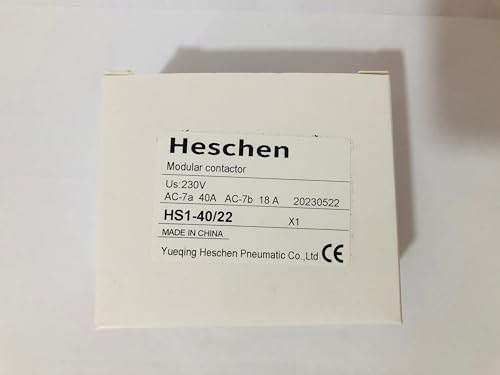 Heschen
Modular contactor
Us:230V
AC-7a 40A AC-7b 18 A 20230522
HS1-40/22 X1
MADE IN CHINA
Yueqing Heschen Pneumatic Co.,Ltd CE